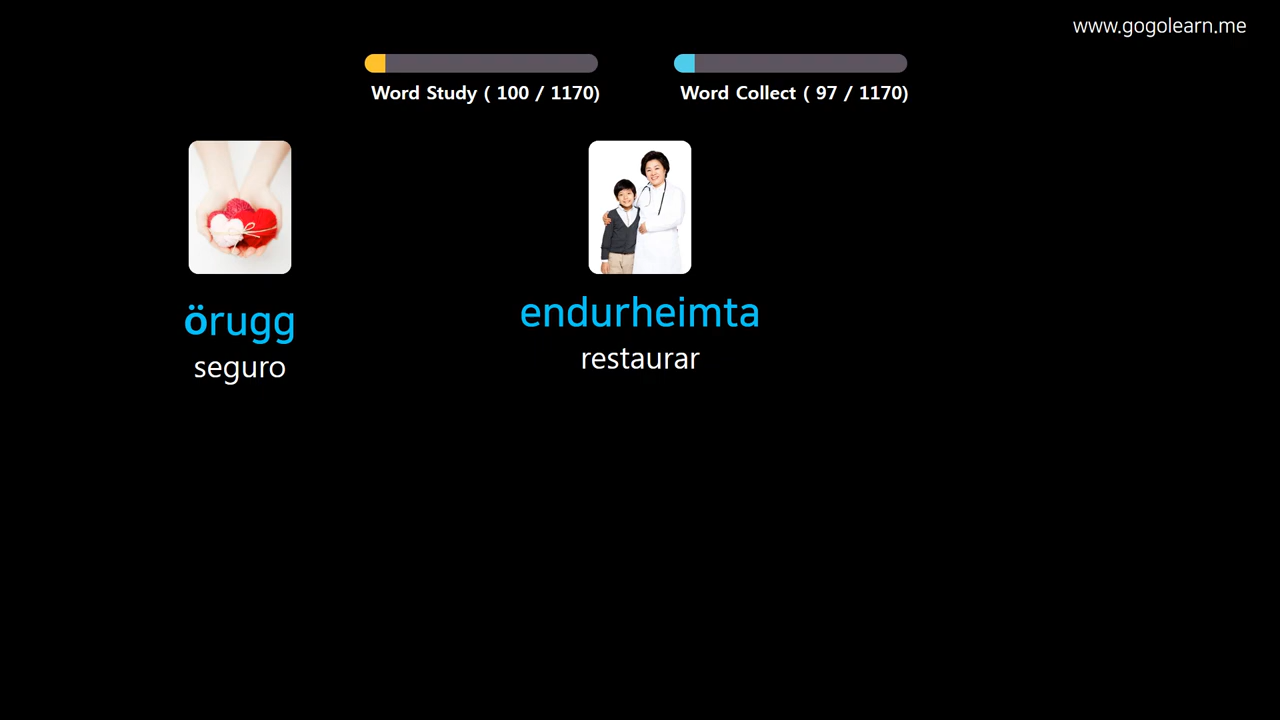 www.gogolearn.me
Word Study ( 100 / 1170)
Word Collect ( 97 / 1170)
örugg
seguro
endurheimta
restaurar